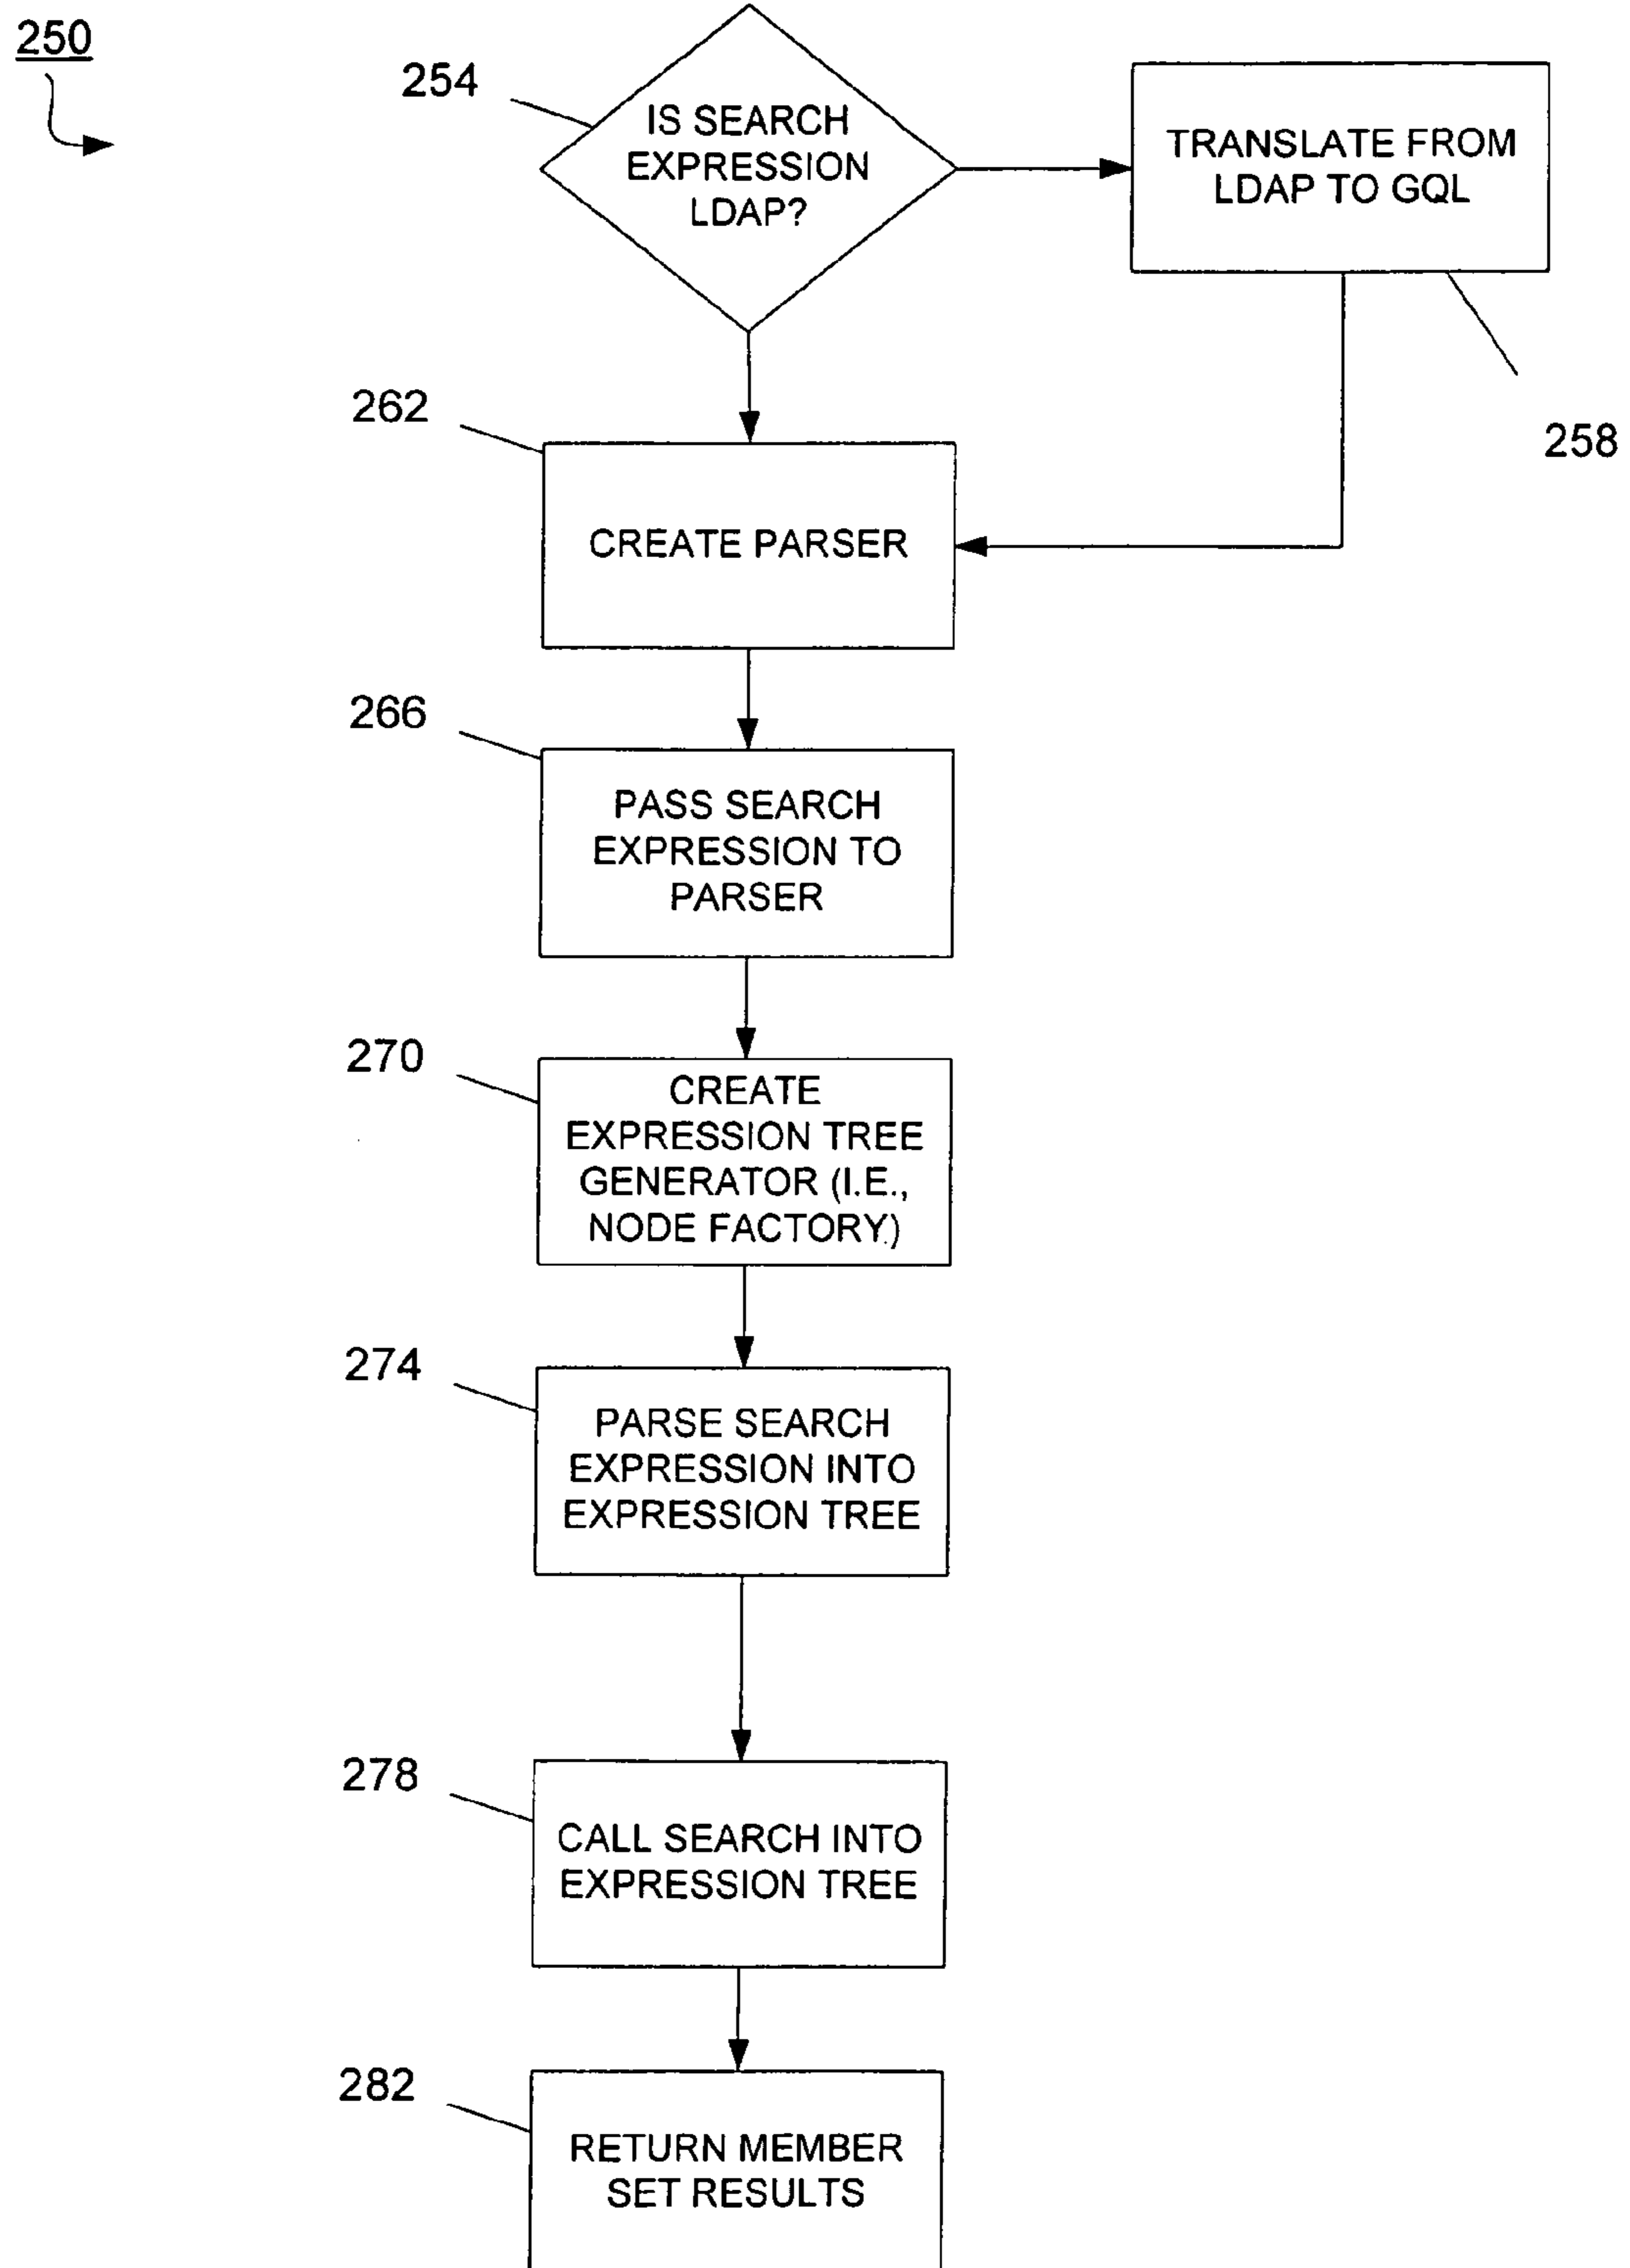 250
254
IS SEARCH
EXPRESSION
LDAP?
TRANSLATE FROM
LDAP TO GQL
258
262
CREATE PARSER
266
PASS SEARCH
EXPRESSION TO
PARSER
270
CREATE
EXPRESSION TREE
GENERATOR (I.E.,
NODE FACTORY)
274
PARSE SEARCH
EXPRESSION INTO
EXPRESSION TREE
278
CALL SEARCH INTO
EXPRESSION TREE
282
RETURN MEMBER
SET RESULTS